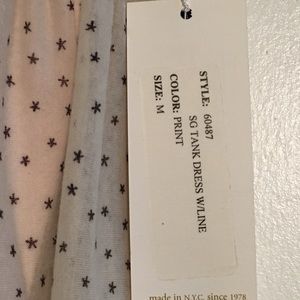 STYLE: 60487
SG TANK DRESS W/LINE
COLOR: PRINT
SIZE: M
made in N.Y.C. since 1978